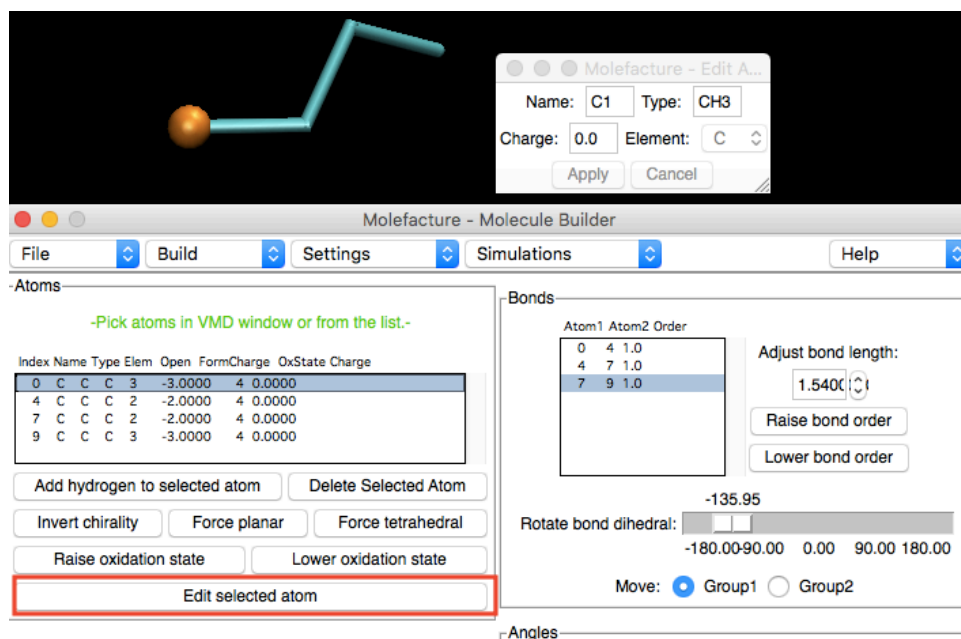 Molefacture - Edit A...
Name: C1 Type: CH3
Charge: 0.0 Element: C
Apply Cancel
Molefacture - Molecule Builder
File Build Settings Simulations Help
Atoms
-Pick atoms in VMD window or from the list.-
Index Name Type Elem Open FormCharge OxState Charge
0 C C C 3 -3.0000 4 0.0000
4 C C C 2 -2.0000 4 0.0000
7 C C C 2 -2.0000 4 0.0000
9 C C C 3 -3.0000 4 0.0000
Add hydrogen to selected atom Delete Selected Atom
Invert chirality Force planar Force tetrahedral
Raise oxidation state Lower oxidation state
Edit selected atom
Bonds
Atom1 Atom2 Order
0 4 1.0
4 7 1.0
7 9 1.0
Adjust bond length:
Raise bond order
Lower bond order
-135.95
Rotate bond dihedral:
-180.00-90.00 0.00 90.00 180.00
Move: Group1 Group2
Angles